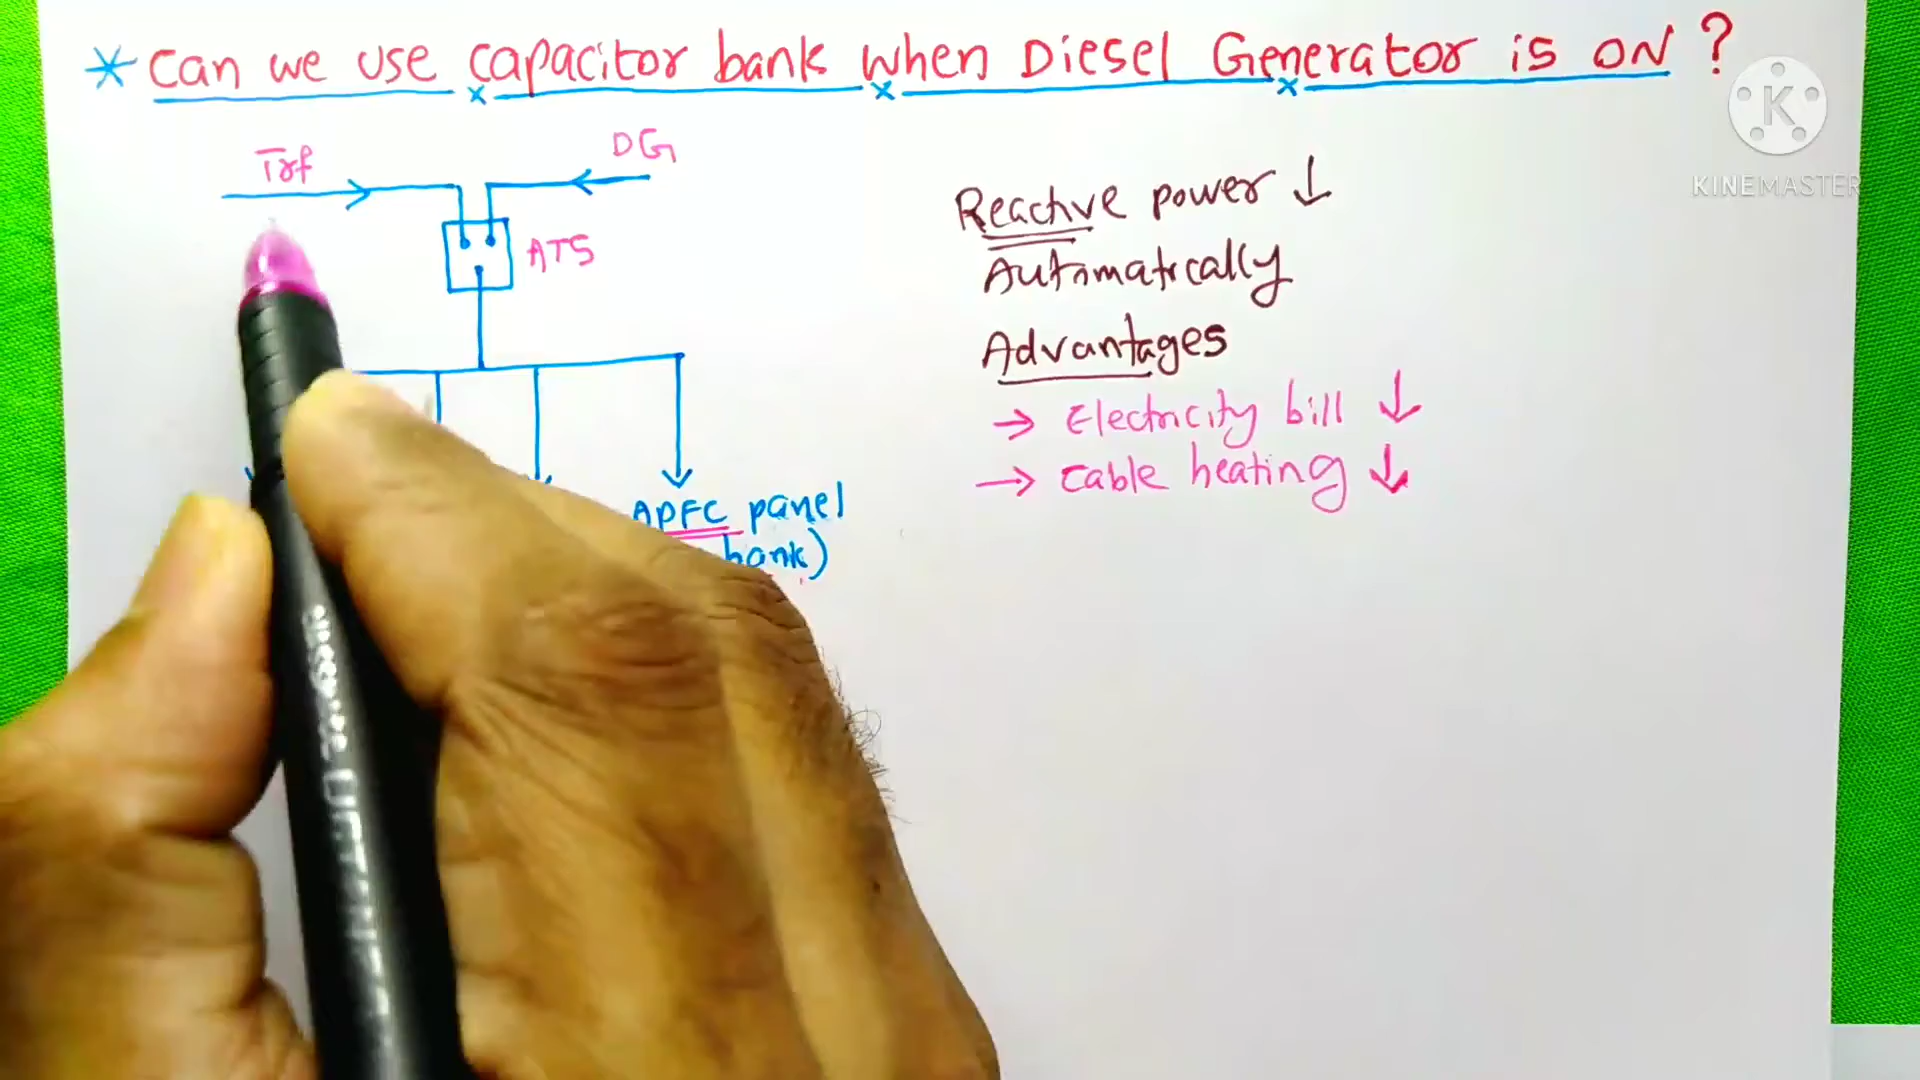 * Can we use capacitor bank when Diesel Generator is ON ?
K
KINEMASTER
Trf
DG
ATS
Reactive power ↓
Automatically
Advantages
→ Electricity bill ↓
→ Cable heating ↓
APFC panel
bank)